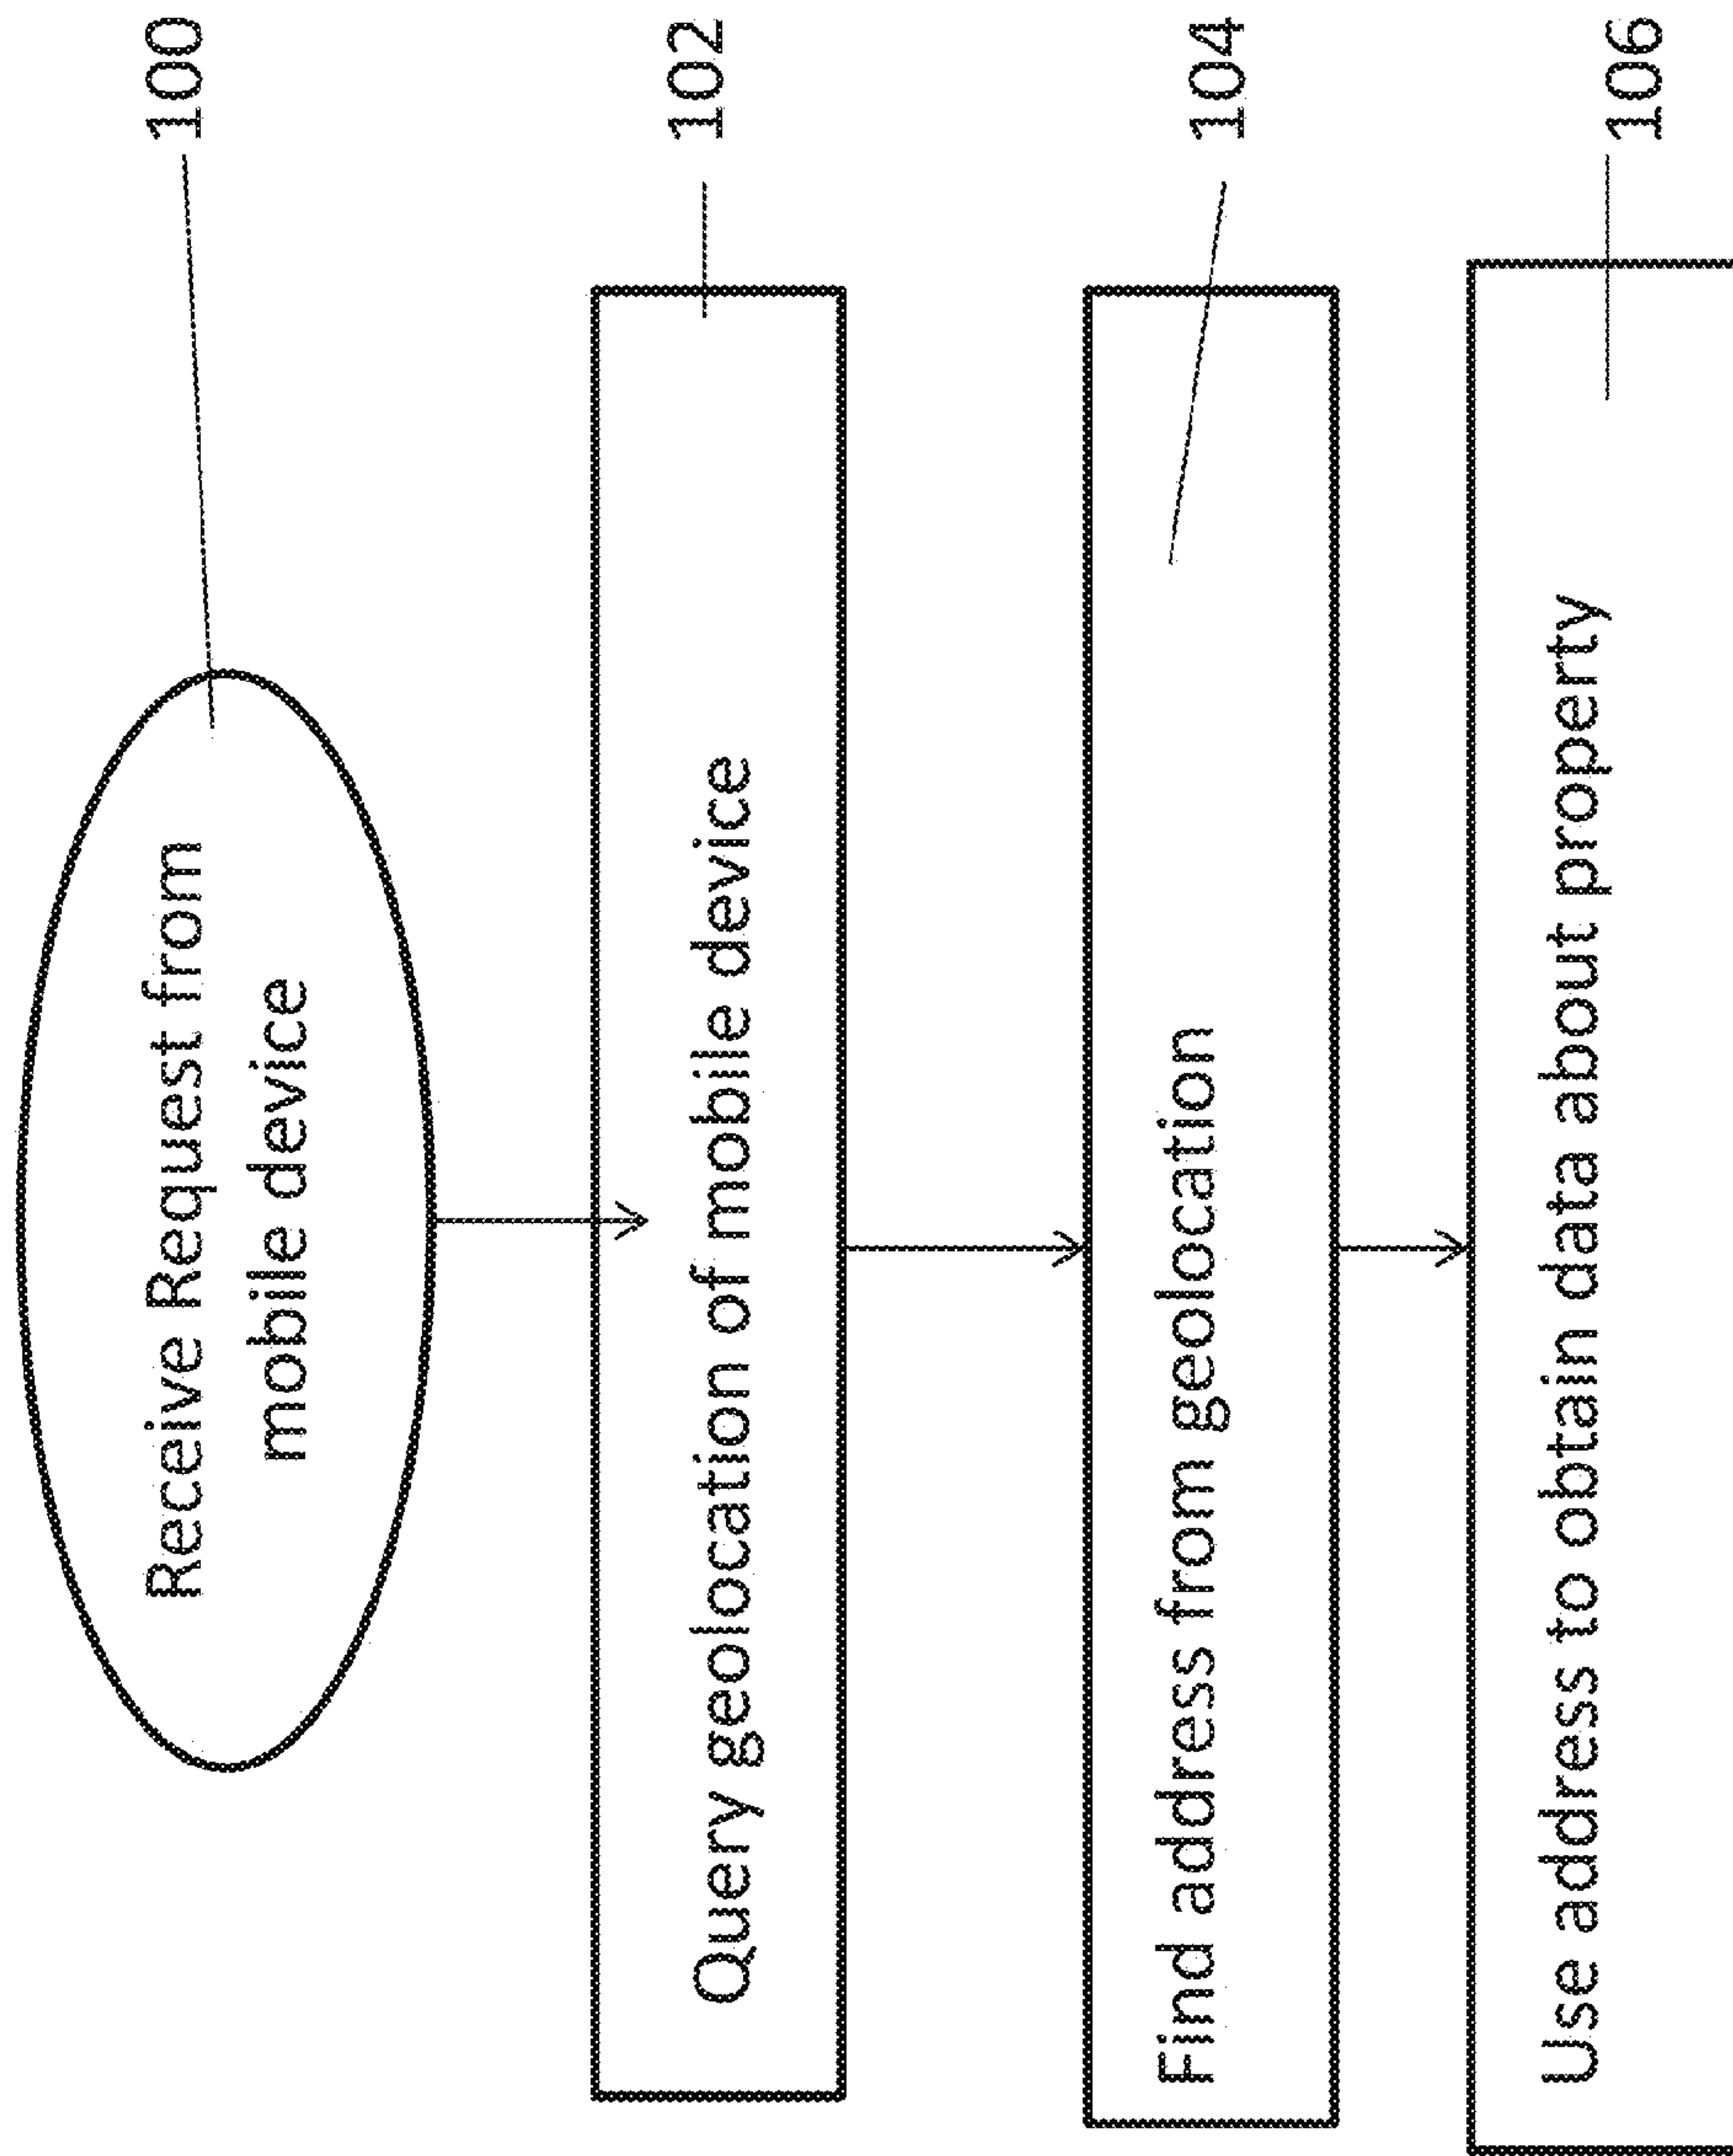 Receive Request from
mobile device
100
Query geolocation of mobile device
102
Find address from geolocation
104
Use address to obtain data about property
106